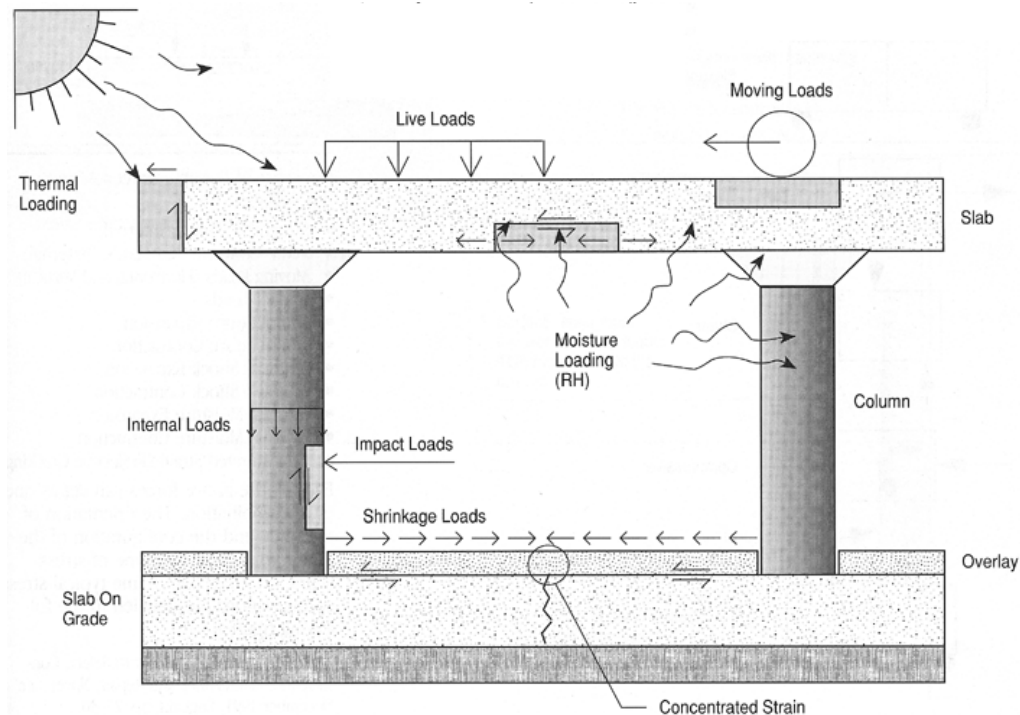 Moving Loads
Live Loads
Thermal
Loading
Slab
Moisture
Loading
(RH)
Column
Internal Loads
Impact Loads
Shrinkage Loads
Overlay
Slab On
Grade
Concentrated Strain